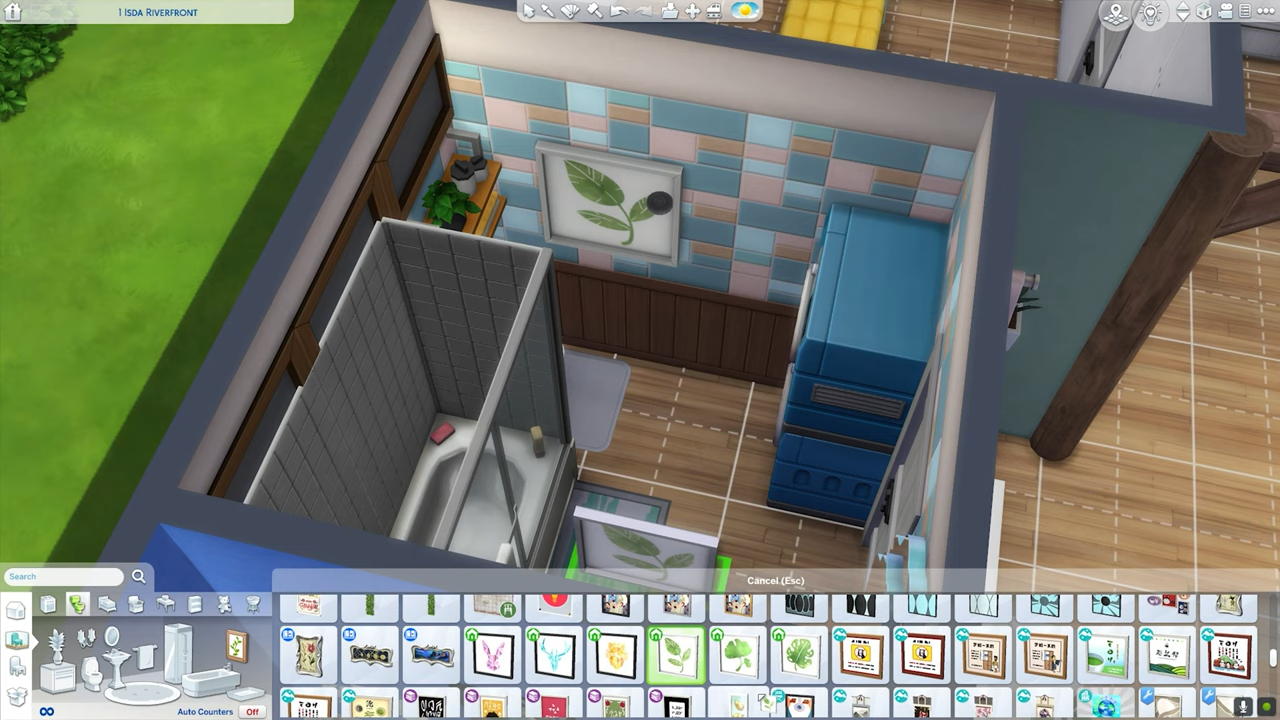 1 ISDA RIVERFRONT
Cancel (Esc)
Search
Auto Counters
Off